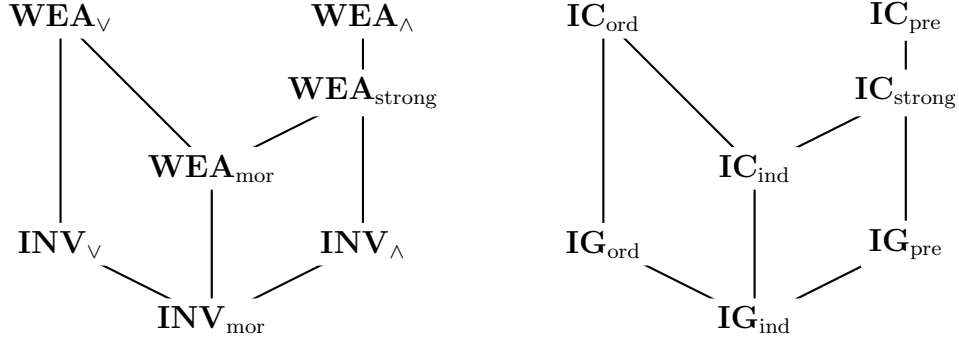 WEA∨ WEA∧ IC_ord IC_pre
WEA_strong IC_strong
WEA_mor IC_ind
INV∨ INV∧ IG_ord IG_pre
INV_mor IG_ind